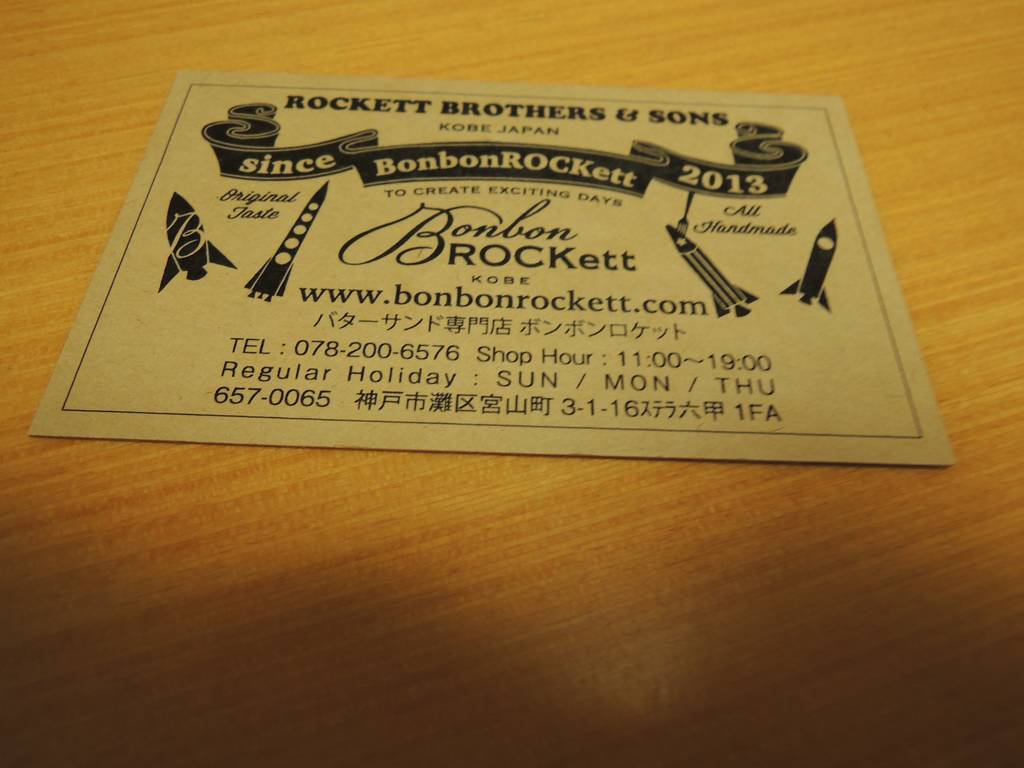 ROCKETT BROTHERS & SONS
KOBE JAPAN
since BonbonROCKett 2013
TO CREATE EXCITING DAYS
Original Taste
All Handmade
B
Bonbon
ROCKett
KOBE
www.bonbonrockett.com
バターサンド専門店 ボンボンロケット
TEL : 078-200-6576 Shop Hour : 11:00～19:00
Regular Holiday : SUN / MON / THU
657-0065 神戸市灘区宮山町 3-1-16ｽﾃﾗ六甲 1FA